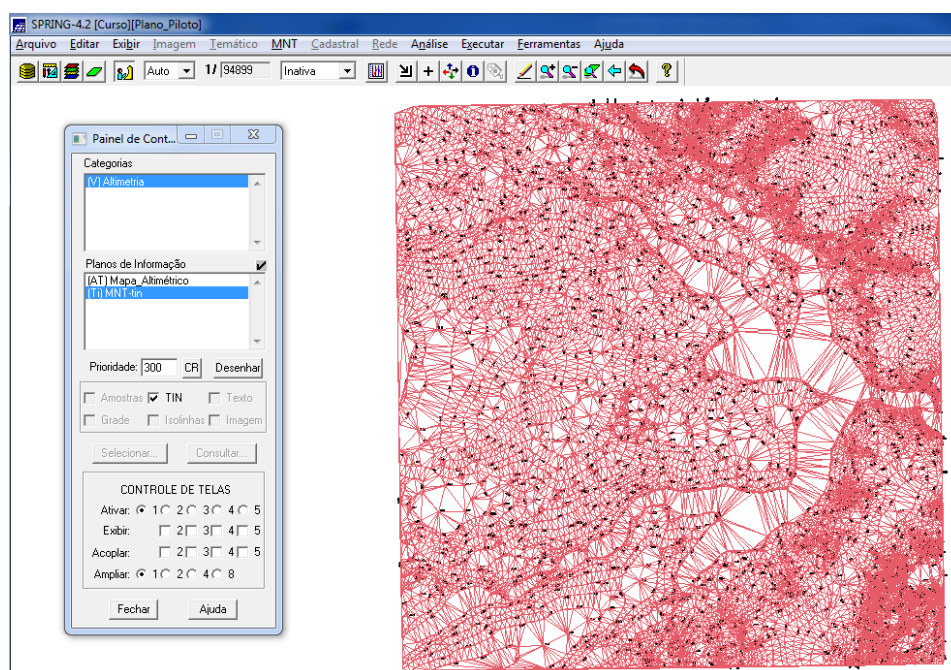 SPRING-4.2 [Curso][Plano_Piloto]
Arquivo Editar Exibir Imagem Temático MNT Cadastral Rede Análise Executar Ferramentas Ajuda
Auto 1/ 94899 Inativa
Painel de Cont...
Categorias
(V) Altimetria
Planos de Informação
(AT) Mapa_Altimétrico
(Ti) MNT-tin
Prioridade: 300 CR Desenhar
Amostras TIN Texto
Grade Isolinhas Imagem
Selecionar... Consultar...
CONTROLE DE TELAS
Ativar: 1 2 3 4 5
Exibir: 2 3 4 5
Acoplar: 2 3 4 5
Ampliar: 1 2 4 8
Fechar Ajuda